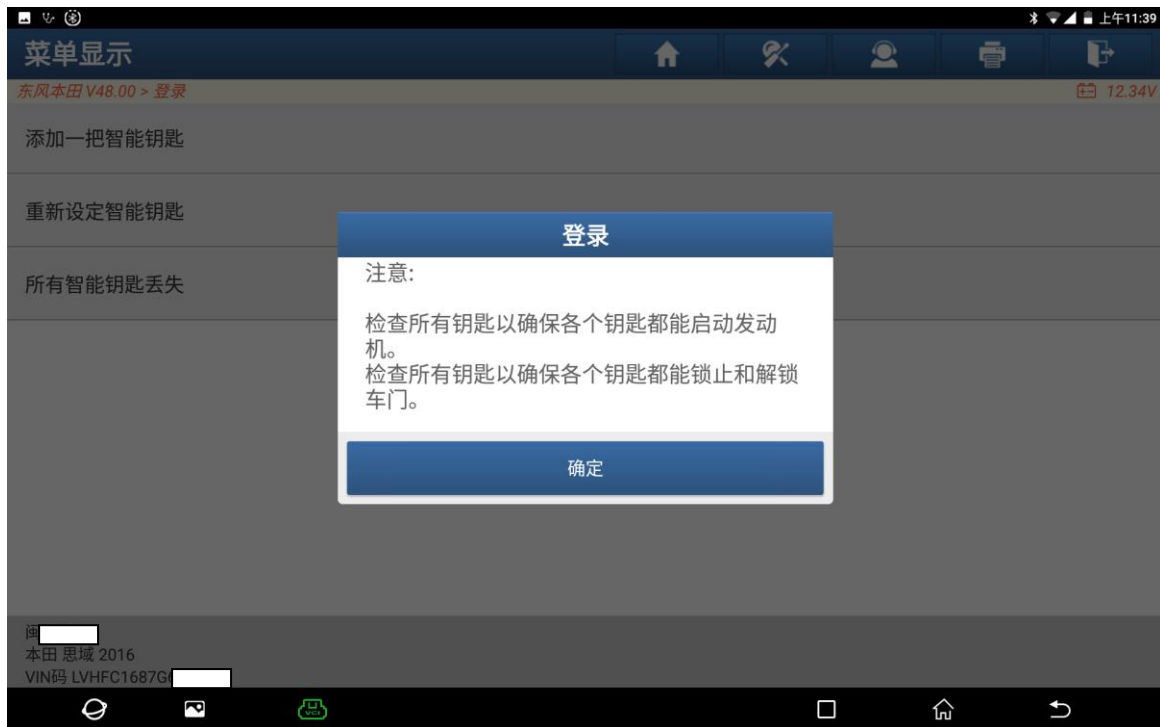 上午11:39
菜单显示
东风本田 V48.00 > 登录
12.34V
添加一把智能钥匙
重新设定智能钥匙
所有智能钥匙丢失
登录
注意:
检查所有钥匙以确保各个钥匙都能启动发动
机。
检查所有钥匙以确保各个钥匙都能锁止和解锁
车门。
确定
闽
本田 思域 2016
VIN码 LVHFC1687G
VCI